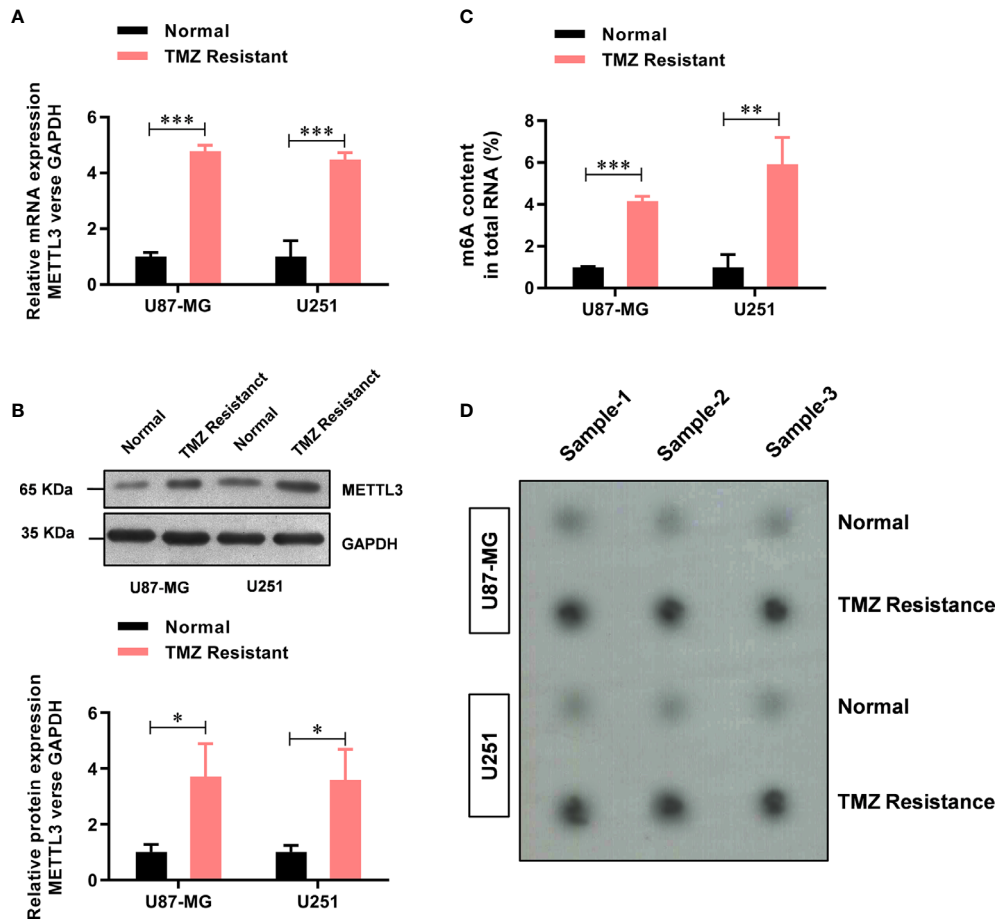 A
Normal
TMZ Resistant
Relative mRNA expression
METTL3 verse GAPDH
6
4
2
0
***
***
U87-MG
U251
C
Normal
TMZ Resistant
m6A content
in total RNA (%)
8
6
4
2
0
***
**
U87-MG
U251
B
Normal
TMZ Resistanct
Normal
TMZ Resistanct
65 KDa
METTL3
35 KDa
GAPDH
U87-MG
U251
Normal
TMZ Resistant
Relative protein expression
METTL3 verse GAPDH
6
4
2
0
*
*
U87-MG
U251
D
Sample-1
Sample-2
Sample-3
U87-MG
Normal
TMZ Resistance
U251
Normal
TMZ Resistance